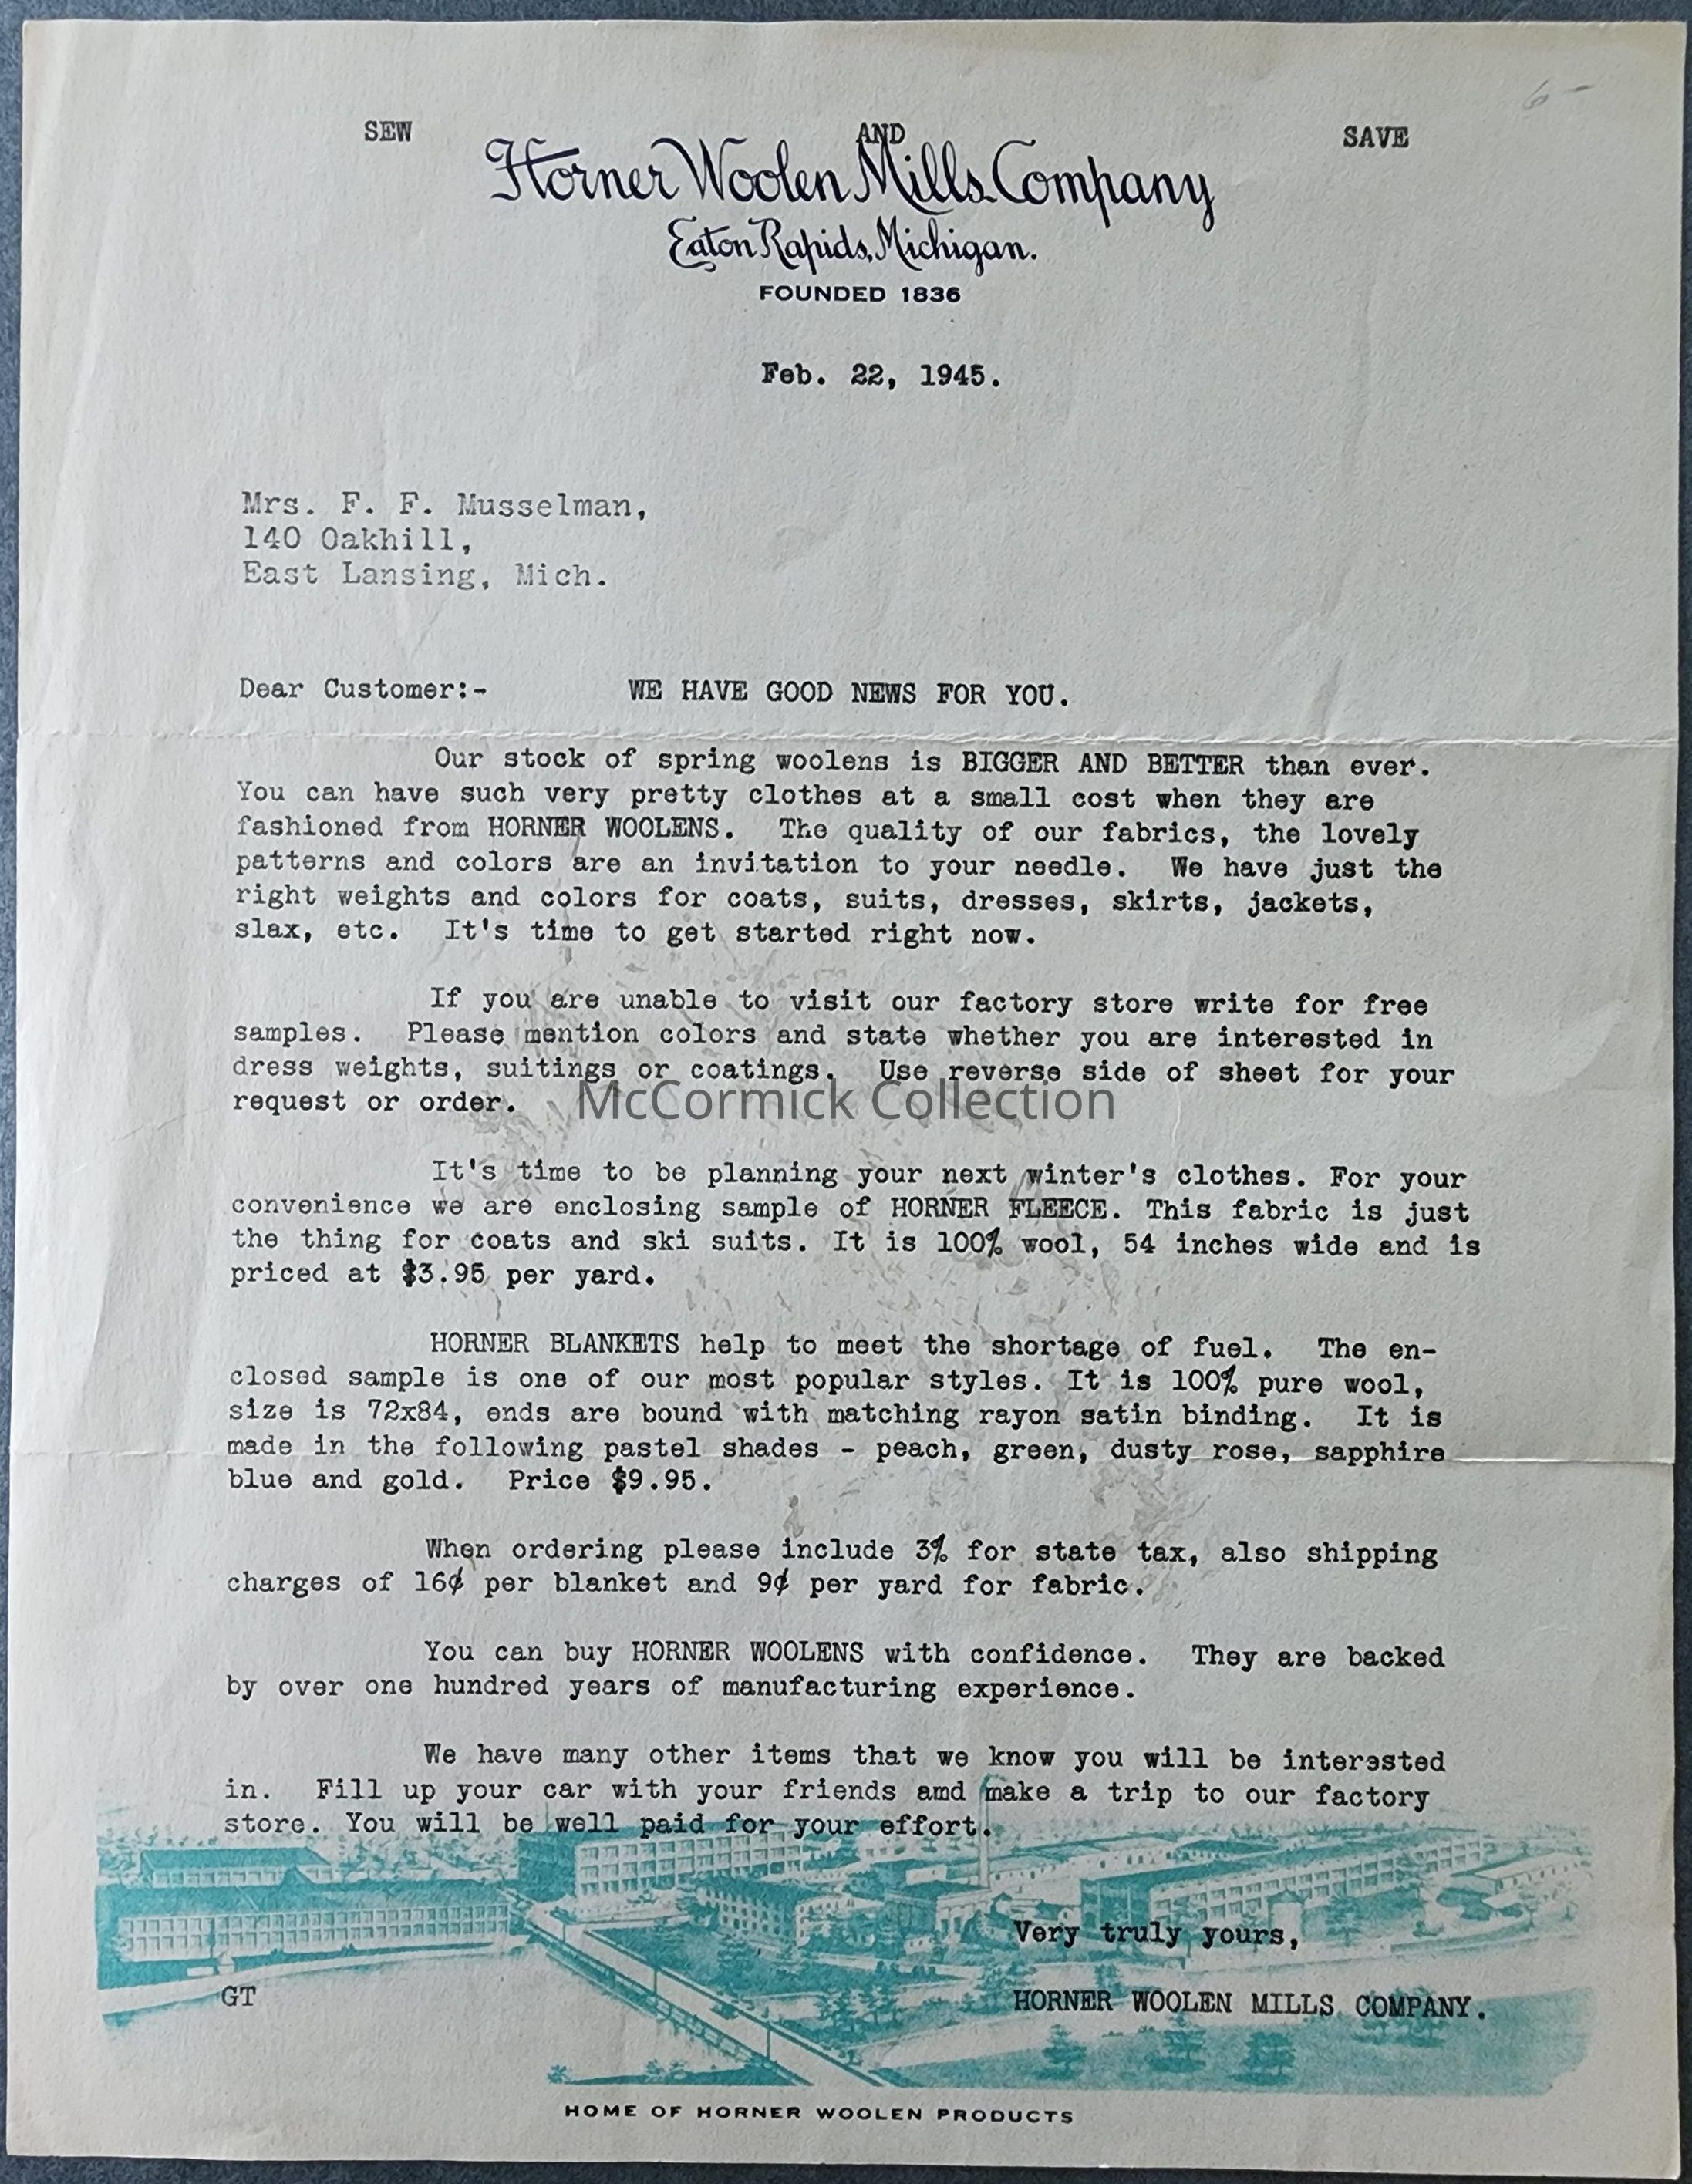 6 -
SEW AND SAVE
Horner Woolen Mills Company
Eaton Rapids, Michigan.
FOUNDED 1836
Feb. 22, 1945.
Mrs. F. F. Musselman,
140 Oakhill,
East Lansing, Mich.
Dear Customer:- WE HAVE GOOD NEWS FOR YOU.
Our stock of spring woolens is BIGGER AND BETTER than ever.
You can have such very pretty clothes at a small cost when they are
fashioned from HORNER WOOLENS. The quality of our fabrics, the lovely
patterns and colors are an invitation to your needle. We have just the
right weights and colors for coats, suits, dresses, skirts, jackets,
slax, etc. It's time to get started right now.
If you are unable to visit our factory store write for free
samples. Please mention colors and state whether you are interested in
dress weights, suitings or coatings. Use reverse side of sheet for your
request or order.
McCormick Collection
It's time to be planning your next winter's clothes. For your
convenience we are enclosing sample of HORNER FLEECE. This fabric is just
the thing for coats and ski suits. It is 100% wool, 54 inches wide and is
priced at $3.95 per yard.
HORNER BLANKETS help to meet the shortage of fuel. The en-
closed sample is one of our most popular styles. It is 100% pure wool,
size is 72x84, ends are bound with matching rayon satin binding. It is
made in the following pastel shades - peach, green, dusty rose, sapphire
blue and gold. Price $9.95.
When ordering please include 3% for state tax, also shipping
charges of 16¢ per blanket and 9¢ per yard for fabric.
You can buy HORNER WOOLENS with confidence. They are backed
by over one hundred years of manufacturing experience.
We have many other items that we know you will be interested
in. Fill up your car with your friends amd make a trip to our factory
store. You will be well paid for your effort.
Very truly yours,
GT HORNER WOOLEN MILLS COMPANY.
HOME OF HORNER WOOLEN PRODUCTS